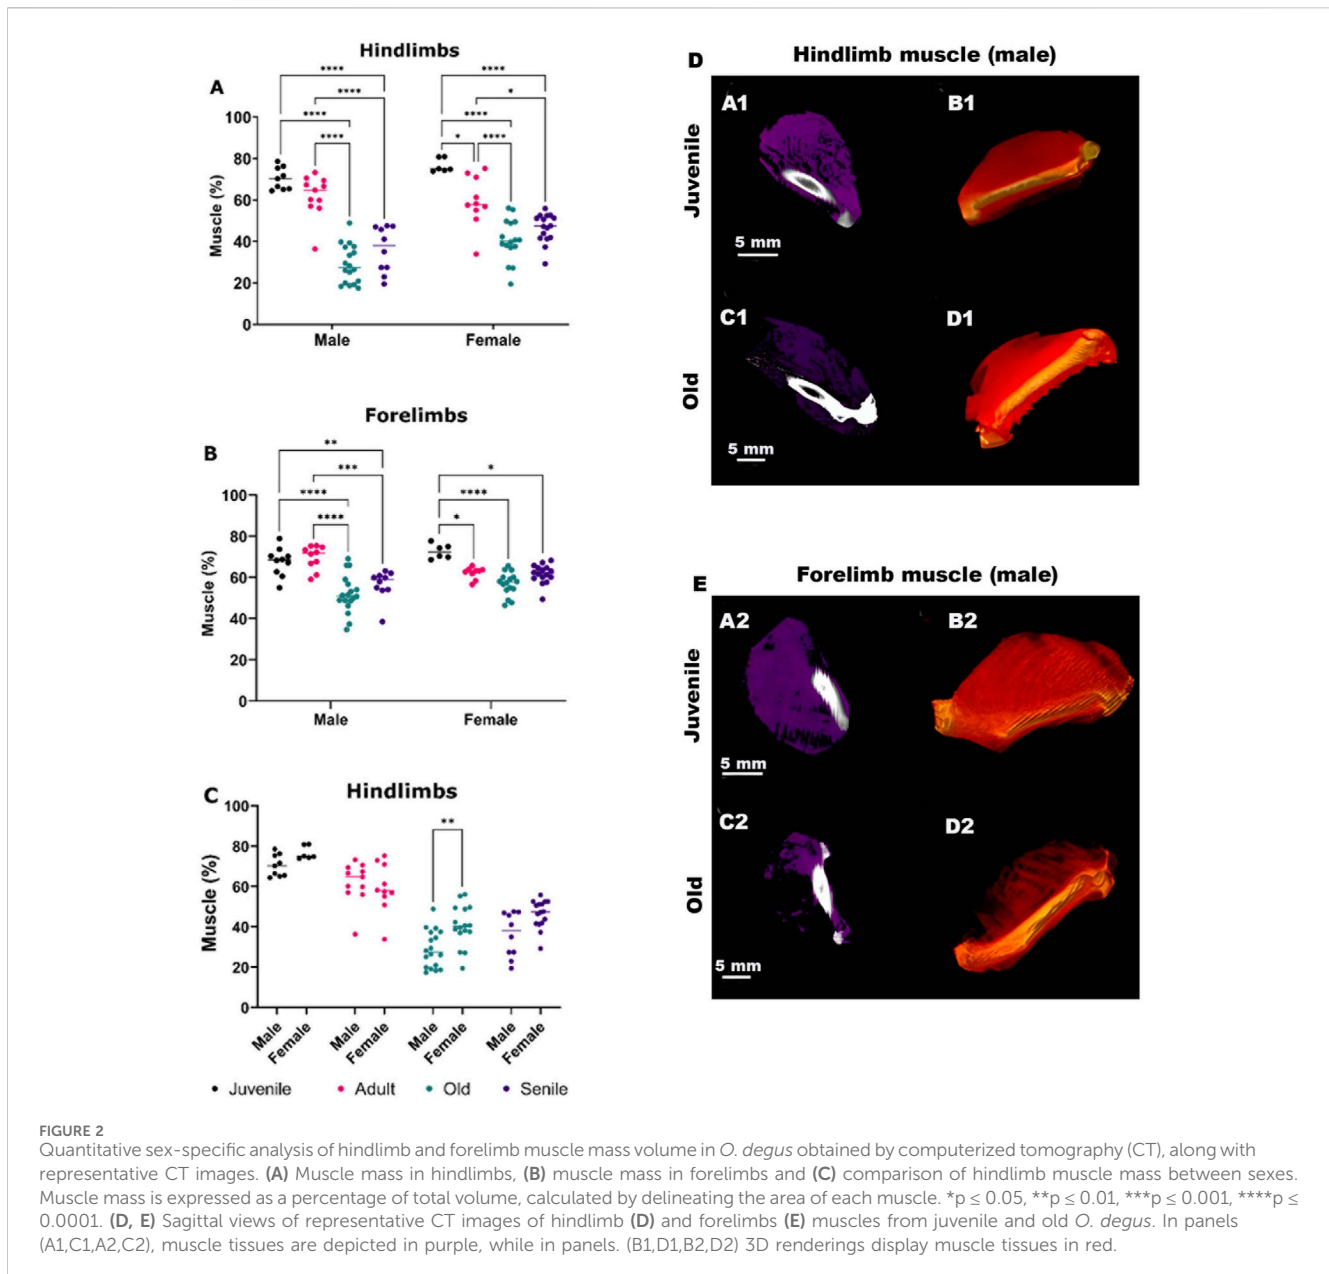 Hindlimbs
A
****
****
****
*
****
****
****
*
****
100
80
60
40
20
0
Muscle (%)
Male
Female
Forelimbs
B
**
*
***
****
****
****
*
100
80
60
40
20
0
Muscle (%)
Male
Female
C
Hindlimbs
**
100
80
60
40
20
0
Muscle (%)
Male
Female
Male
Female
Male
Female
Male
Female
Juvenile
Adult
Old
Senile
D
Hindlimb muscle (male)
Juvenile
A1
B1
5 mm
Old
C1
D1
5 mm
E
Forelimb muscle (male)
Juvenile
A2
B2
5 mm
Old
C2
D2
5 mm
FIGURE 2
Quantitative sex-specific analysis of hindlimb and forelimb muscle mass volume in O. degus obtained by computerized tomography (CT), along with
representative CT images. (A) Muscle mass in hindlimbs, (B) muscle mass in forelimbs and (C) comparison of hindlimb muscle mass between sexes.
Muscle mass is expressed as a percentage of total volume, calculated by delineating the area of each muscle. *p ≤ 0.05, **p ≤ 0.01, ***p ≤ 0.001, ****p ≤
0.0001. (D, E) Sagittal views of representative CT images of hindlimb (D) and forelimbs (E) muscles from juvenile and old O. degus. In panels
(A1,C1,A2,C2), muscle tissues are depicted in purple, while in panels. (B1,D1,B2,D2) 3D renderings display muscle tissues in red.